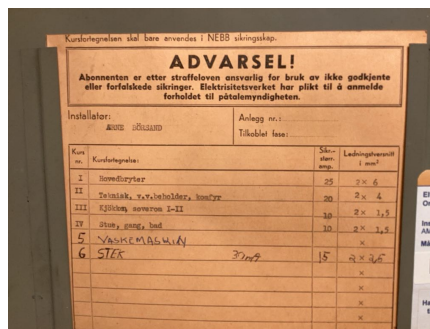 Kursfortegnelsen skal bare anvendes i NEBB sikringsskap.
ADVARSEL!
Abonnenten er etter straffeloven ansvarlig for bruk av ikke godkjente
eller forfalskede sikringer. Elektrisitetsverket har plikt til å anmelde
forholdet til påtalemyndigheten.
Installatør:
ARNE DÖRSAND
Anlegg nr.:
Tilkoblet fase:
Kurs nr. Kursfortegnelse: Sikr.-størr. amp. Ledningstverrsnitt i mm²
I Hovedbryter 25 2× 6
II Teknisk, v.v.beholder, komfyr 20 2× 4
III Kjökken, soverom I-II 10 2× 1,5
IV Stue, gang, bad 10 2× 1,5
5 VASKEMASKIN ×
6 STEK 30mA 15 2×2,5
×
×
×
×